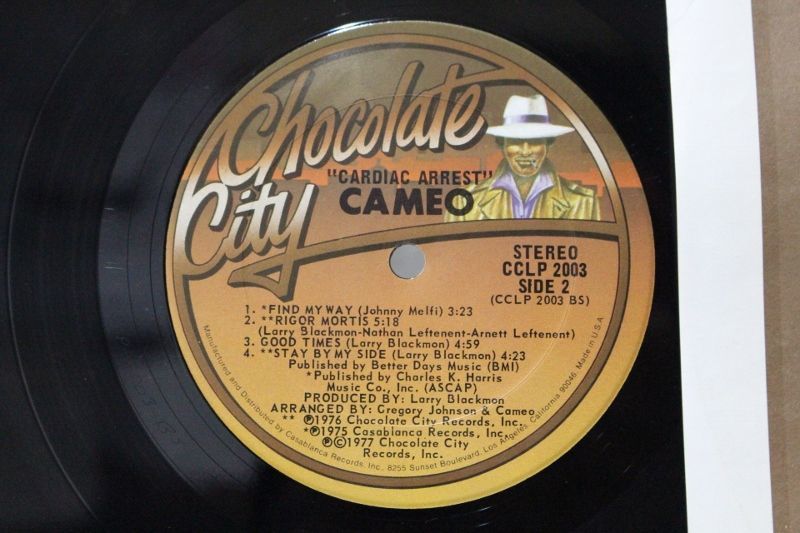 Chocolate
City
"CARDIAC ARREST"
CAMEO
STEREO
CCLP 2003
SIDE 2
(CCLP 2003 BS)
1. *FIND MY WAY (Johnny Melfi) 3:23
2. **RIGOR MORTIS 5:18
(Larry Blackmon-Nathan Leftenent-Arnett Leftenent)
3. GOOD TIMES (Larry Blackmon) 4:59
4. **STAY BY MY SIDE (Larry Blackmon) 4:23
Published by Better Days Music (BMI)
*Published by Charles K. Harris
Music Co., Inc. (ASCAP)
PRODUCED BY: Larry Blackmon
ARRANGED BY: Gregory Johnson & Cameo
** ℗1976 Chocolate City Records, Inc.
*℗1975 Casablanca Records, Inc.
℗©1977 Chocolate City
Records, Inc.
Manufactured and Distributed by Casablanca Records, Inc., 8255 Sunset Boulevard, Los Angeles, California 90046. Made in U.S.A.